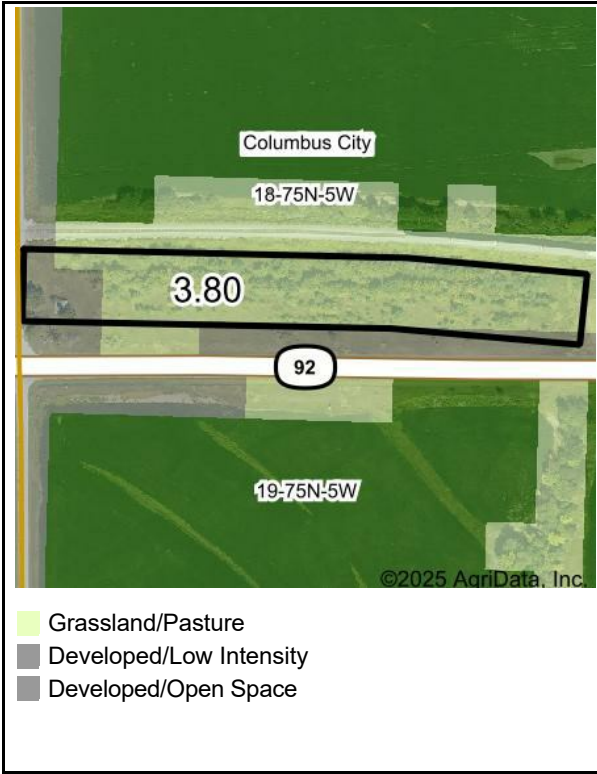 Columbus City
18-75N-5W
3.80
92
19-75N-5W
©2025 AgriData, Inc.
Grassland/Pasture
Developed/Low Intensity
Developed/Open Space